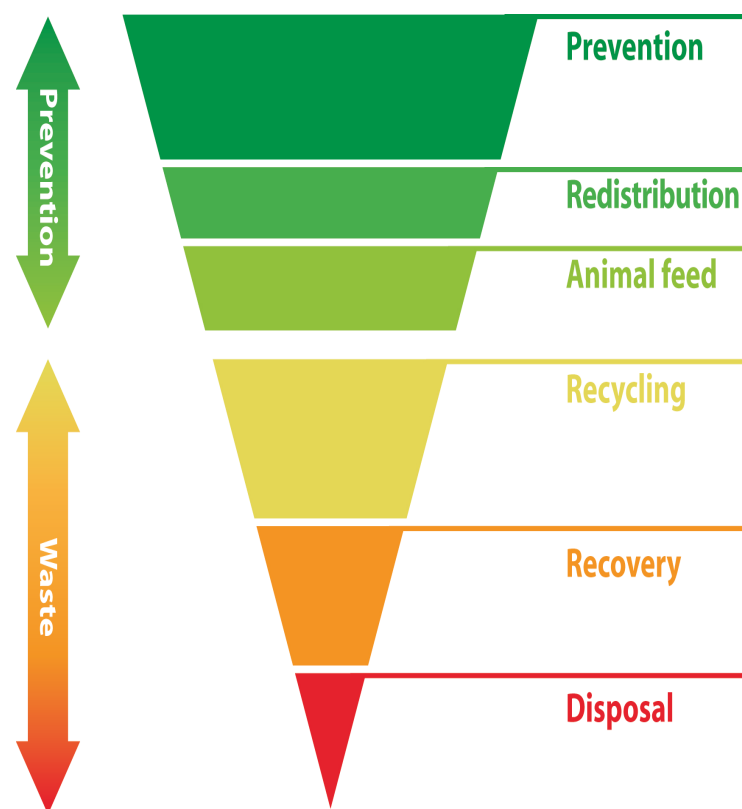 Prevention
Prevention
Redistribution
Animal feed
Waste
Recycling
Recovery
Disposal